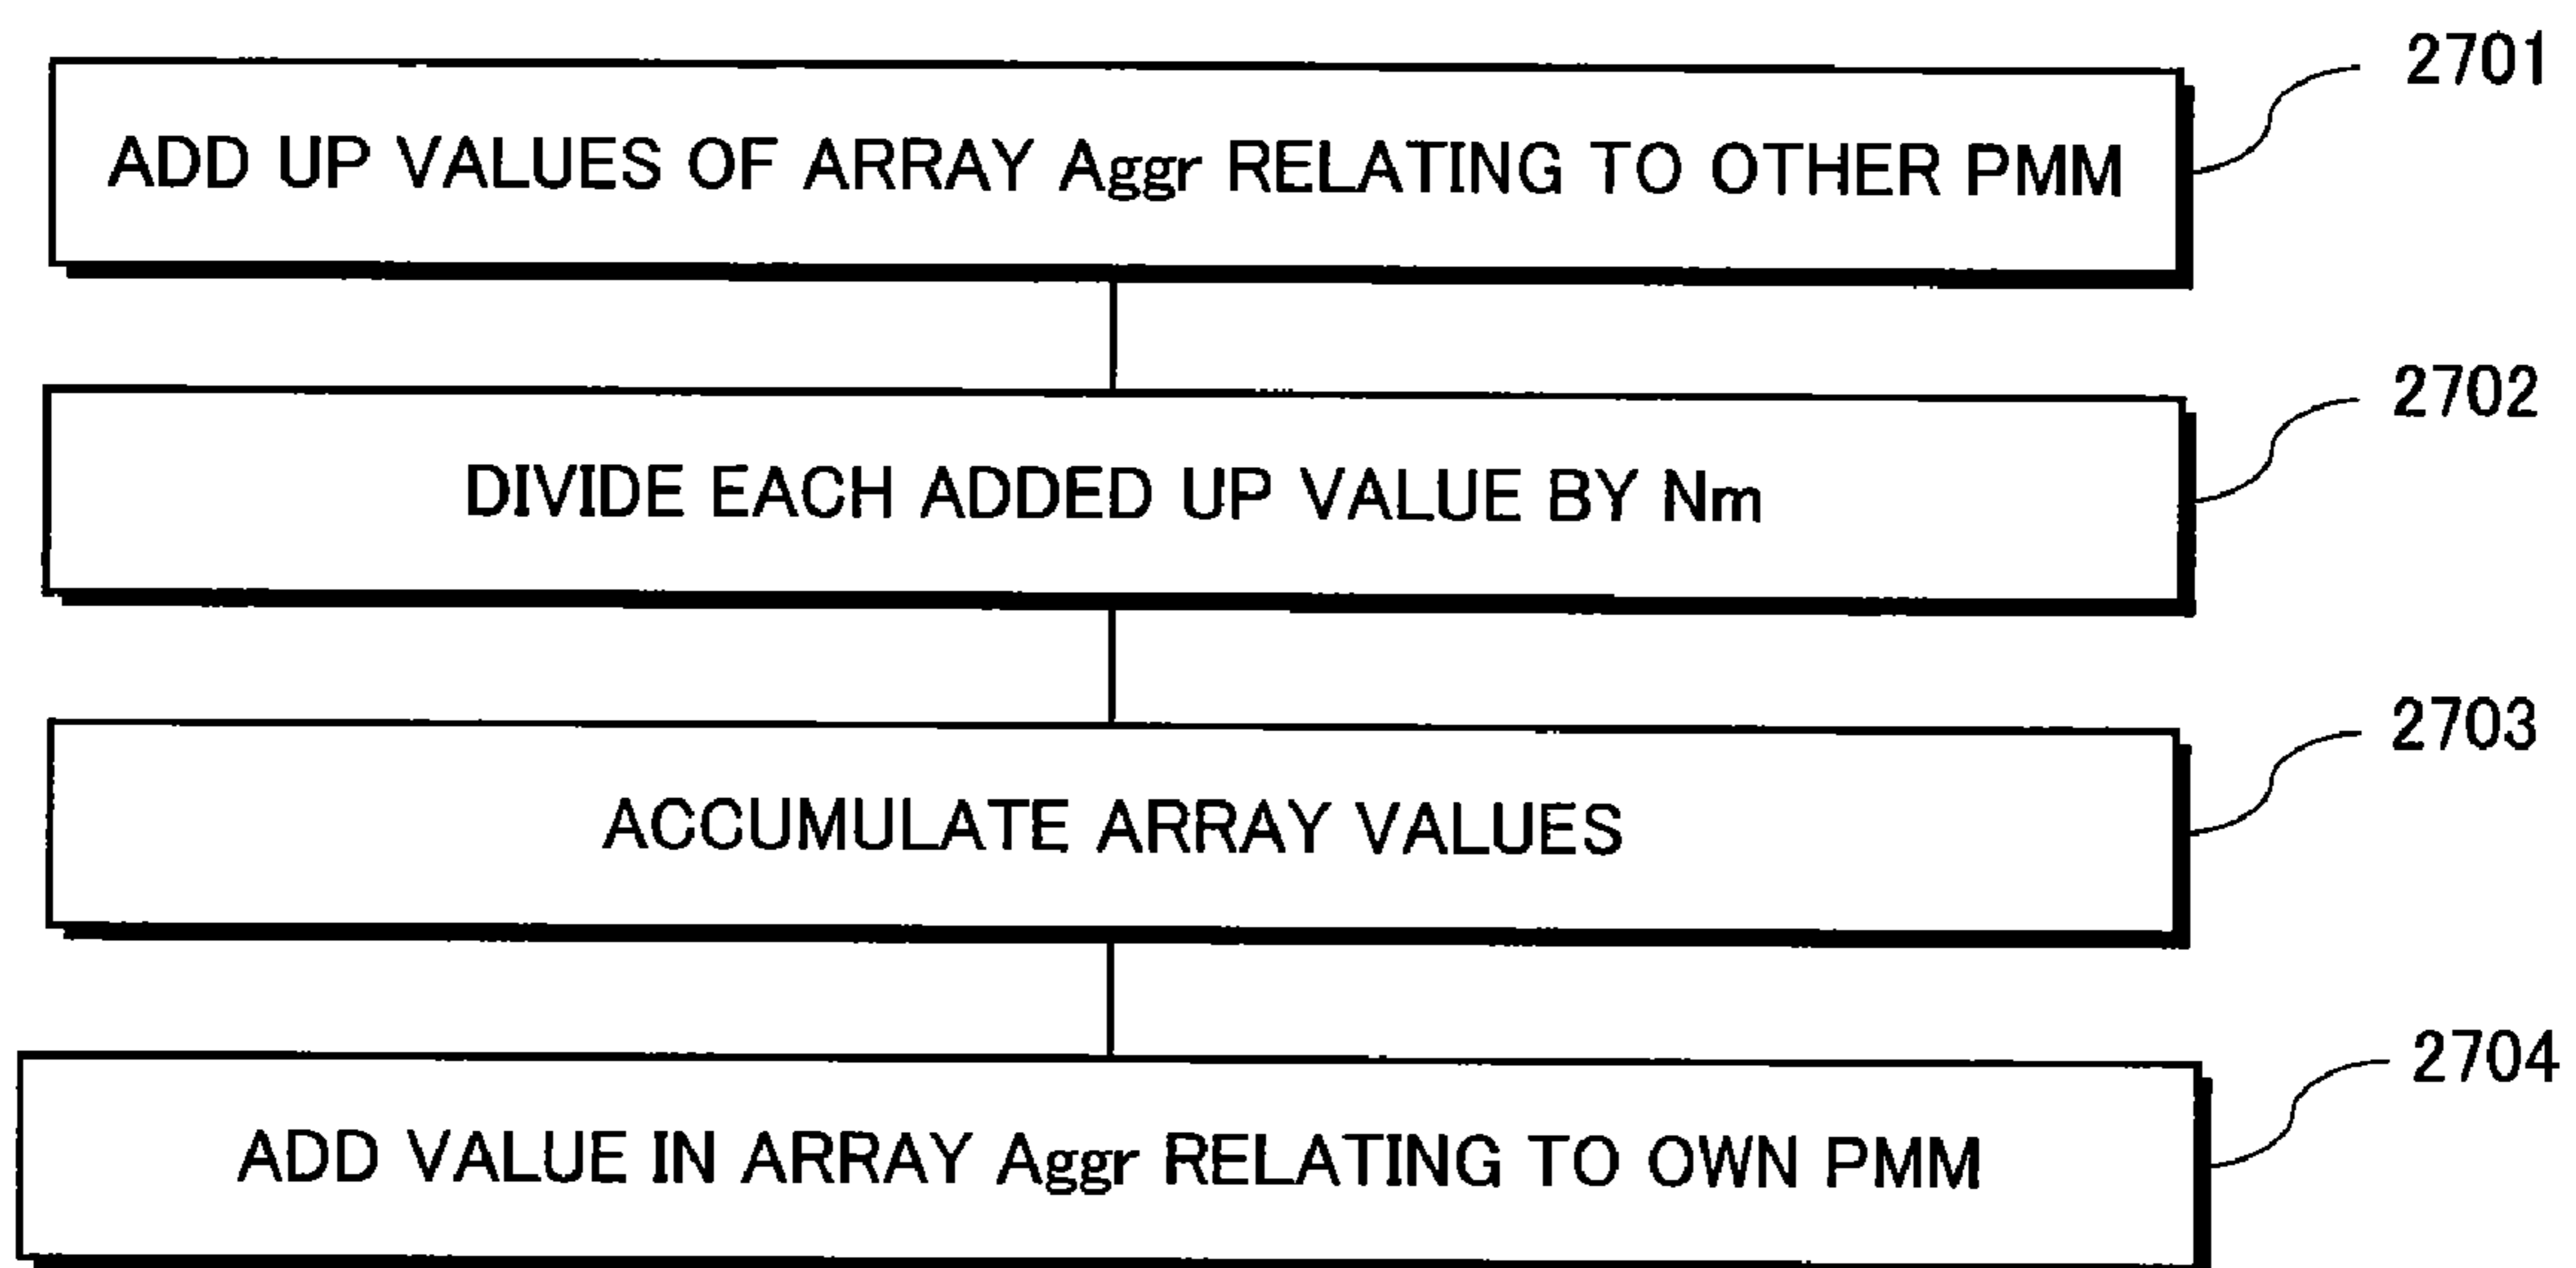 2701
ADD UP VALUES OF ARRAY Aggr RELATING TO OTHER PMM
2702
DIVIDE EACH ADDED UP VALUE BY Nm
2703
ACCUMULATE ARRAY VALUES
2704
ADD VALUE IN ARRAY Aggr RELATING TO OWN PMM